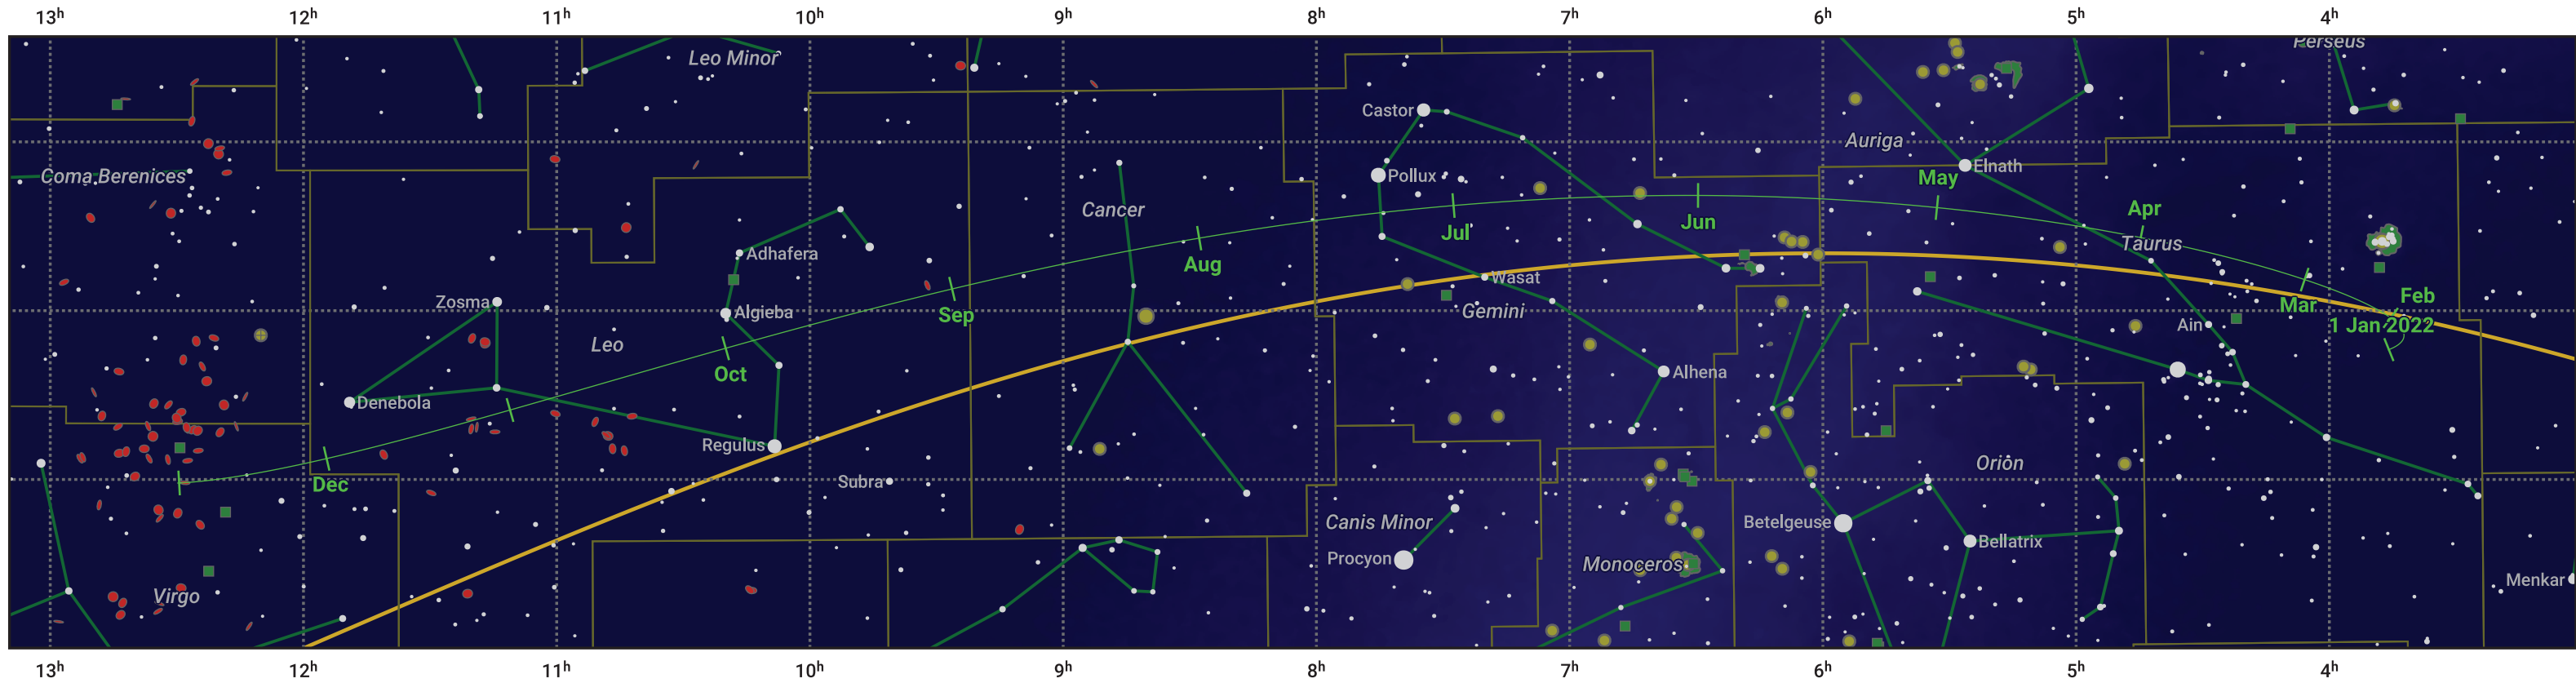 13h 12h 11h 10h 9h 8h 7h 6h 5h 4h
Perseus
Leo Minor
Castor
Auriga
Elnath
Coma Berenices
Pollux
May
Cancer
Apr
Jun
Jul
Taurus
Adhafera
Aug
Wasat
Feb
Zosma
Mar
Algieba
Sep
Gemini
1 Jan 2022
Ain
Leo
Oct
Alhena
Denebola
Regulus
Orion
Subra
Dec
Canis Minor
Betelgeuse
Bellatrix
Procyon
Monoceros
Menkar
Virgo
13h 12h 11h 10h 9h 8h 7h 6h 5h 4h